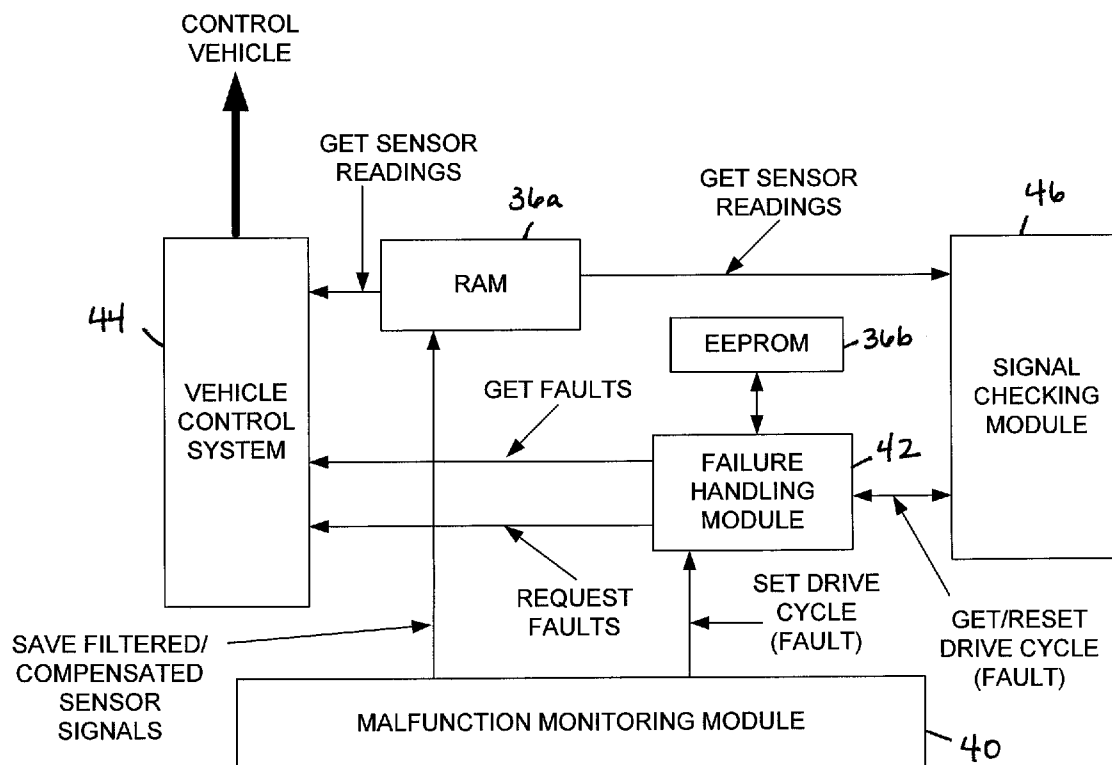 CONTROL
VEHICLE
GET SENSOR
READINGS
36a
GET SENSOR
READINGS
46
44
RAM
EEPROM
36b
VEHICLE
CONTROL
SYSTEM
GET FAULTS
SIGNAL
CHECKING
MODULE
FAILURE
HANDLING
MODULE
42
REQUEST
FAULTS
SET DRIVE
CYCLE
(FAULT)
GET/RESET
DRIVE CYCLE
(FAULT)
SAVE FILTERED/
COMPENSATED
SENSOR
SIGNALS
MALFUNCTION MONITORING MODULE
40